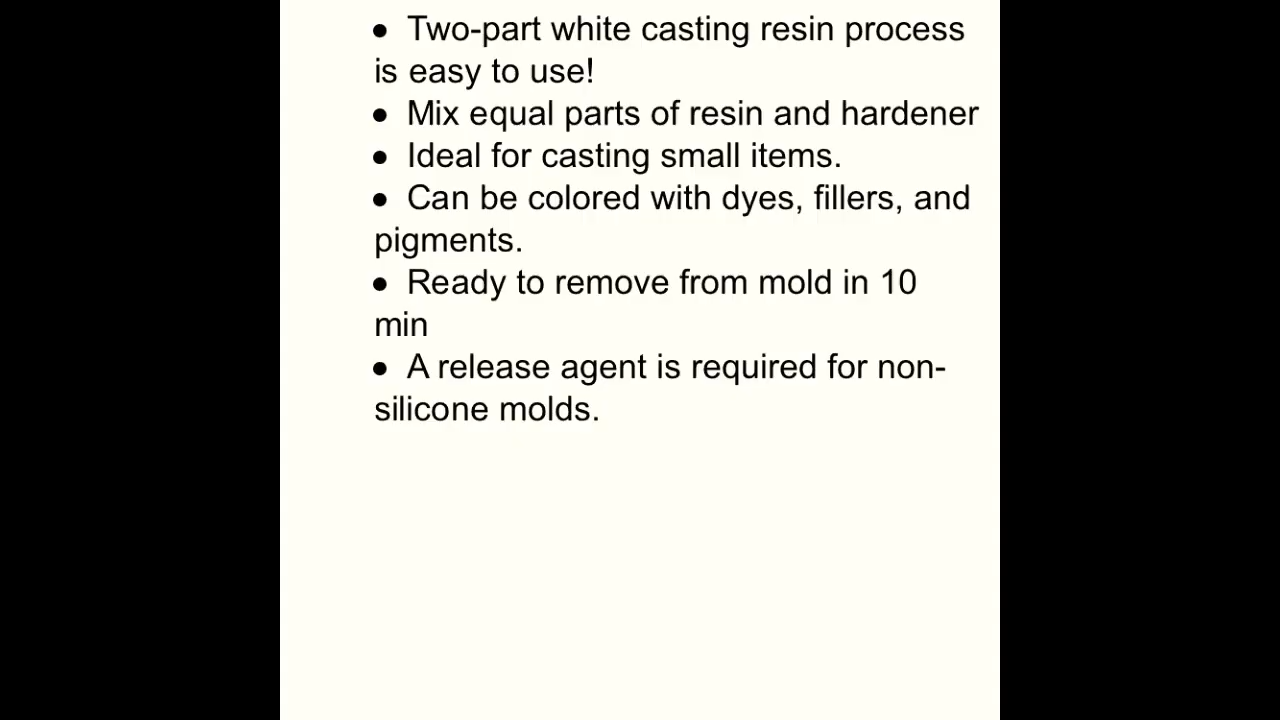 • Two-part white casting resin process
is easy to use!
• Mix equal parts of resin and hardener
• Ideal for casting small items.
• Can be colored with dyes, fillers, and
pigments.
• Ready to remove from mold in 10
min
• A release agent is required for non-
silicone molds.